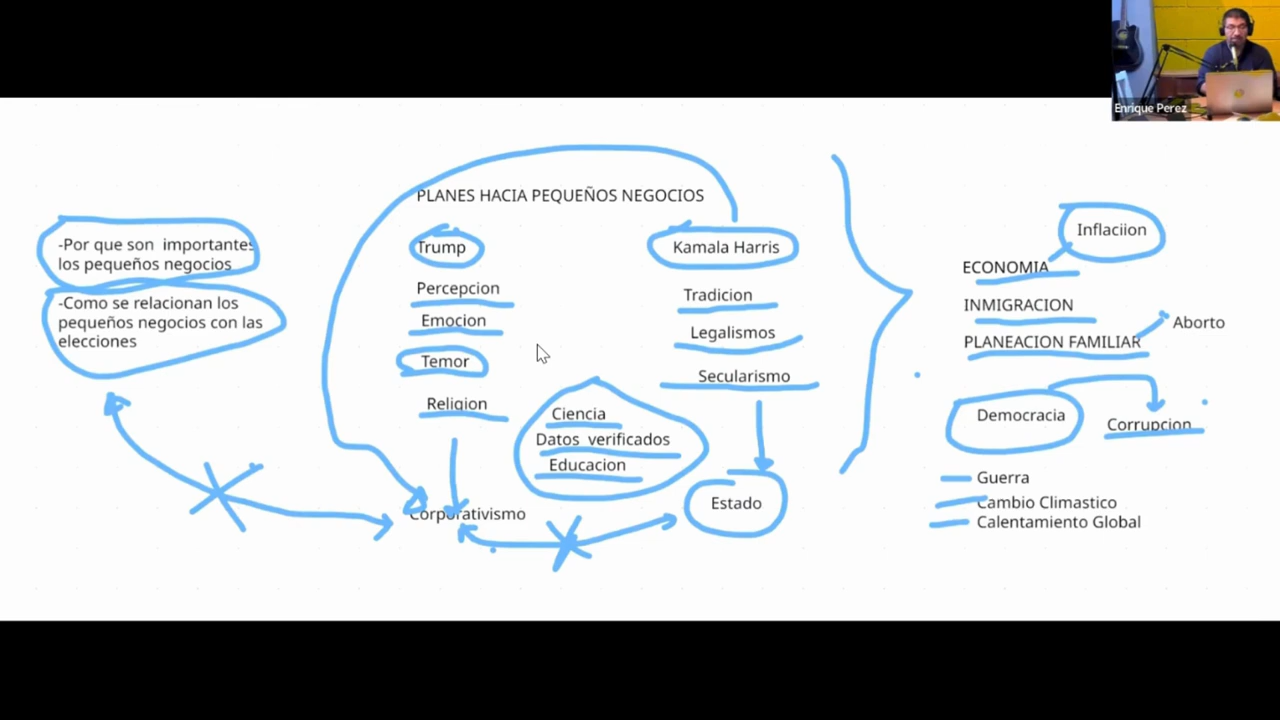 Enrique Perez
PLANES HACIA PEQUEÑOS NEGOCIOS
-Por que son importantes
los pequeños negocios
-Como se relacionan los
pequeños negocios con las
elecciones
Trump
Percepcion
Emocion
Temor
Religion
Corporativismo
Ciencia
Datos verificados
Educacion
Kamala Harris
Tradicion
Legalismos
Secularismo
Estado
Inflaciion
ECONOMIA
INMIGRACION
PLANEACION FAMILIAR
Aborto
Democracia
Corrupcion
Guerra
Cambio Climastico
Calentamiento Global